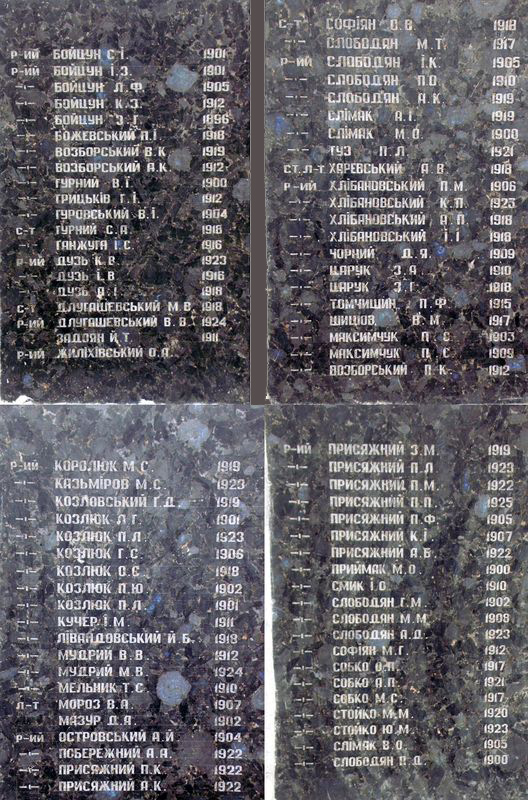 Р-ИЙ БОЙЦУН С.І. 1901
Р-ИЙ БОЙЦУН І.З. 1901
-І- БОЙЦУН Л.Ф. 1905
-І- БОЙЦУН К.З. 1912
-І- БОЙЦУН З.Г. 1896
-І- БОЖЕВСЬКИЙ П.І. 1918
-І- ВОЗБОРСЬКИЙ В.К. 1919
-І- ВОЗБОРСЬКИЙ А.К. 1912
-І- ГУРНИЙ В.Т. 1900
-І- ГРИЦЬКІВ Г.І. 1912
-І- ГУРОВСЬКИЙ В.І. 1904
С-Т ГУРНИЙ С.А. 1918
-І- ГАНЖУГА І.С. 1916
Р-ИЙ ДУЗЬ К.В. 1923
-І- ДУЗЬ І.В. 1918
-І- ДУЗЬ Д.І. 1918
С-Т ДЛУГАШЕВСЬКИЙ М.В. 1918
Р-ИЙ ДЛУГАШЕВСЬКИЙ В.В. 1924
-І- ЗАДОЯН Й.Т. 1911
Р-ИЙ ЖИЛІХІВСЬКИЙ О.А.
С-Т СОФІЯН О.В. 1918
-І- СЛОБОДЯН М.Т. 1917
Р-ИЙ СЛОБОДЯН І.К. 1905
-І- СЛОБОДЯН П.О. 1910
-І- СЛОБОДЯН А.К. 1919
-І- СЛІМАК А.І. 1919
-І- СЛІМАК М.О. 1900
-І- ТУЗ П.Л. 1921
СТ.Л-Т ХАРЕВСЬКИЙ А.В. 1918
Р-ИЙ ХЛІБАНОВСЬКИЙ П.М. 1906
-І- ХЛІБАНОВСЬКИЙ К.П. 1923
-І- ХЛІБАНОВСЬКИЙ А.П. 1918
-І- ХЛІБАНОВСЬКИЙ І.І. 1918
-І- ЧОРНИЙ Д.Я. 1909
-І- ЦАРУК З.А. 1910
-І- ЦАРУК З.Г. 1918
-І- ТОМЧИШИН П.Ф. 1915
-І- ШИЦЮВ В.М. 1917
-І- МАКСИМЧУК П.Є. 1903
-І- МАКСИМЧУК П.Є. 1909
-І- ВОЗБОРСЬКИЙ П.К. 1912
Р-ИЙ КОРОЛЮК М.С. 1919
-І- КАЗЬМІРОВ М.С. 1923
-І- КОЗЛОВСЬКИЙ Г.Д. 1919
-І- КОЗЛЮК Л.Г. 1901
-І- КОЗЛЮК П.Л. 1923
-І- КОЗЛЮК Г.С. 1906
-І- КОЗЛЮК О.Є. 1918
-І- КОЗЛЮК П.Ю. 1902
-І- КОЗЛЮК П.Л. 1901
-І- КУЧЕР І.М. 1911
-І- ЛІВАНДОВСЬКИЙ Й.Б. 1918
-І- МУДРИЙ В.В. 1912
-І- МУДРИЙ М.В. 1924
-І- МЕЛЬНИК Т.С. 1910
Л-Т МОРОЗ В.А. 1907
-І- МАЗУР Д.А. 1902
Р-ИЙ ОСТРОВСЬКИЙ А.Й. 1904
-І- ПОБЕРЕЖНИЙ А.А. 1922
-І- ПРИСЯЖНИЙ П.К. 1922
-І- ПРИСЯЖНИЙ А.К. 1922
Р-ИЙ ПРИСЯЖНИЙ З.М. 1919
-І- ПРИСЯЖНИЙ П.Л. 1923
-І- ПРИСЯЖНИЙ П.М. 1922
-І- ПРИСЯЖНИЙ П.П. 1925
-І- ПРИСЯЖНИЙ П.Ф. 1905
-І- ПРИСЯЖНИЙ К.І. 1907
-І- ПРИСЯЖНИЙ А.Б. 1922
-І- ПРИЙМАК М.О. 1900
-І- СМИК І.О. 1910
-І- СЛОБОДЯН Г.М. 1902
-І- СЛОБОДЯН М.М. 1908
-І- СЛОБОДЯН А.Д. 1923
-І- СОФІЯН М.Г. 1912
-І- СОБКО О.П. 1917
-І- СОБКО А.П. 1921
-І- СОБКО М.С. 1917
-І- СТОЙКО М.М. 1920
-І- СТОЙКО Ю.М. 1923
-І- СЛІМАК В.О. 1905
-І- СЛОБОДЯН П.Д. 1900